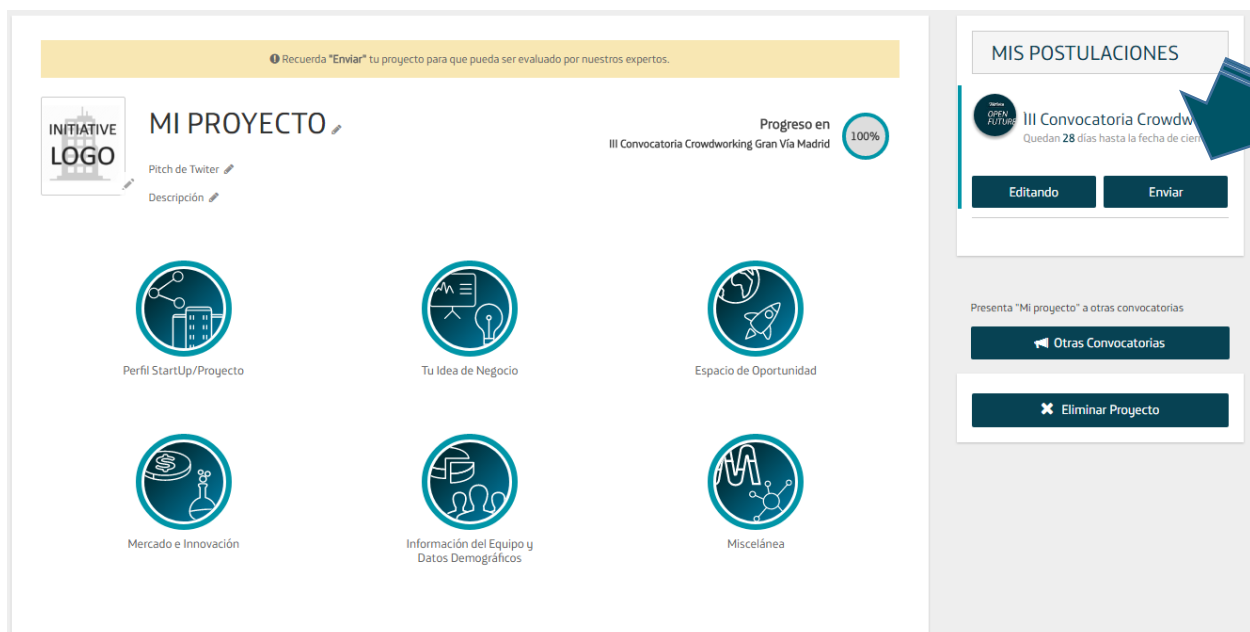 Recuerda "Enviar" tu proyecto para que pueda ser evaluado por nuestros expertos.
INITIATIVE
LOGO
MI PROYECTO
Pitch de Twiter
Descripción
Progreso en
III Convocatoria Crowdworking Gran Vía Madrid
100%
Perfil StartUp/Proyecto
Tu Idea de Negocio
Espacio de Oportunidad
Mercado e Innovación
Información del Equipo y
Datos Demográficos
Miscelánea
MIS POSTULACIONES
OPEN
FUTURE
III Convocatoria Crowdw
Quedan 28 días hasta la fecha de cier
Editando
Enviar
Presenta "Mi proyecto" a otras convocatorias
Otras Convocatorias
Eliminar Proyecto